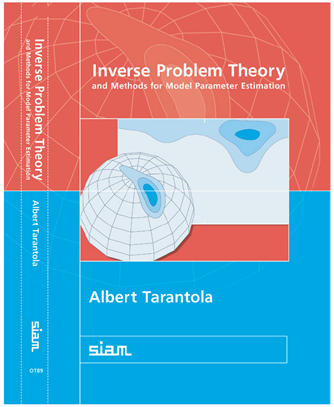 Inverse Problem Theory
and Methods for Model Parameter Estimation
Albert Tarantola
siam
OT89
Inverse Problem Theory
and Methods for Model Parameter Estimation
Albert Tarantola
siam